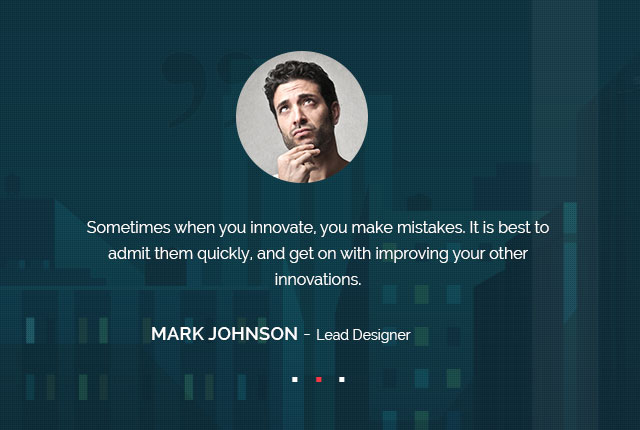 Sometimes when you innovate, you make mistakes. It is best to
admit them quickly, and get on with improving your other
innovations.
MARK JOHNSON - Lead Designer